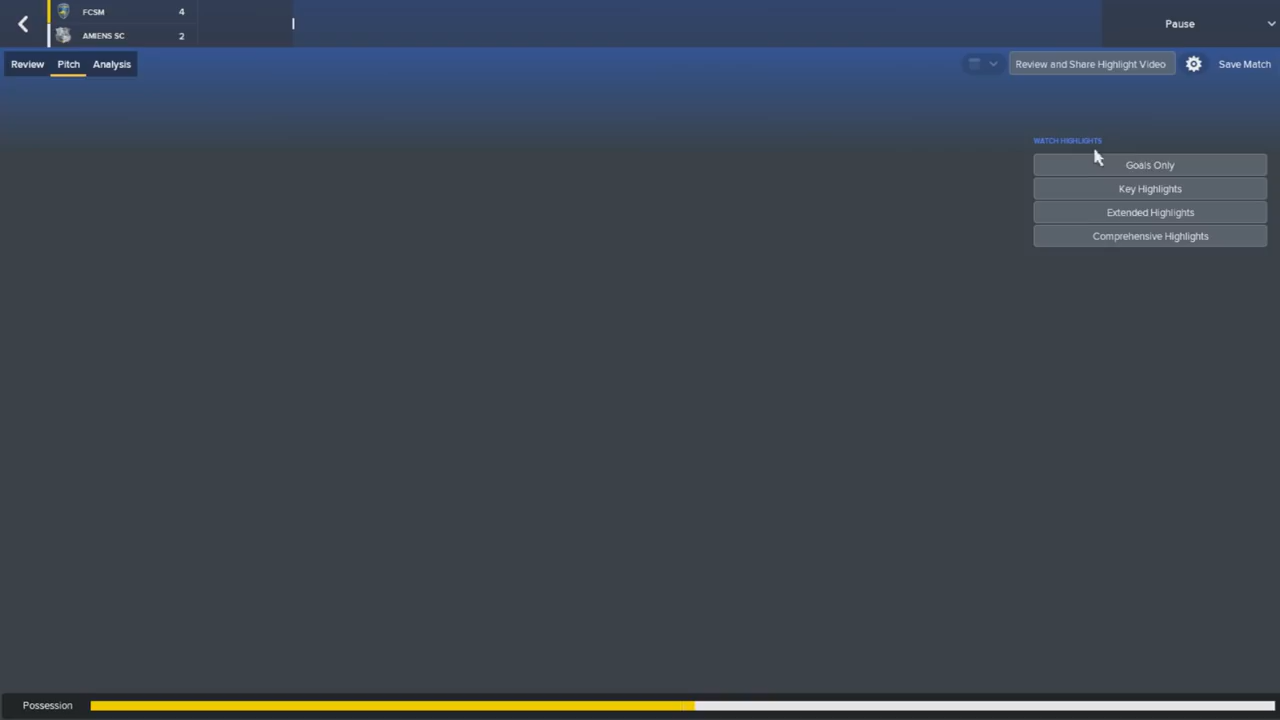 FCSM 4
AMIENS SC 2
Pause
Review Pitch Analysis
Review and Share Highlight Video
Save Match
WATCH HIGHLIGHTS
Goals Only
Key Highlights
Extended Highlights
Comprehensive Highlights
Possession